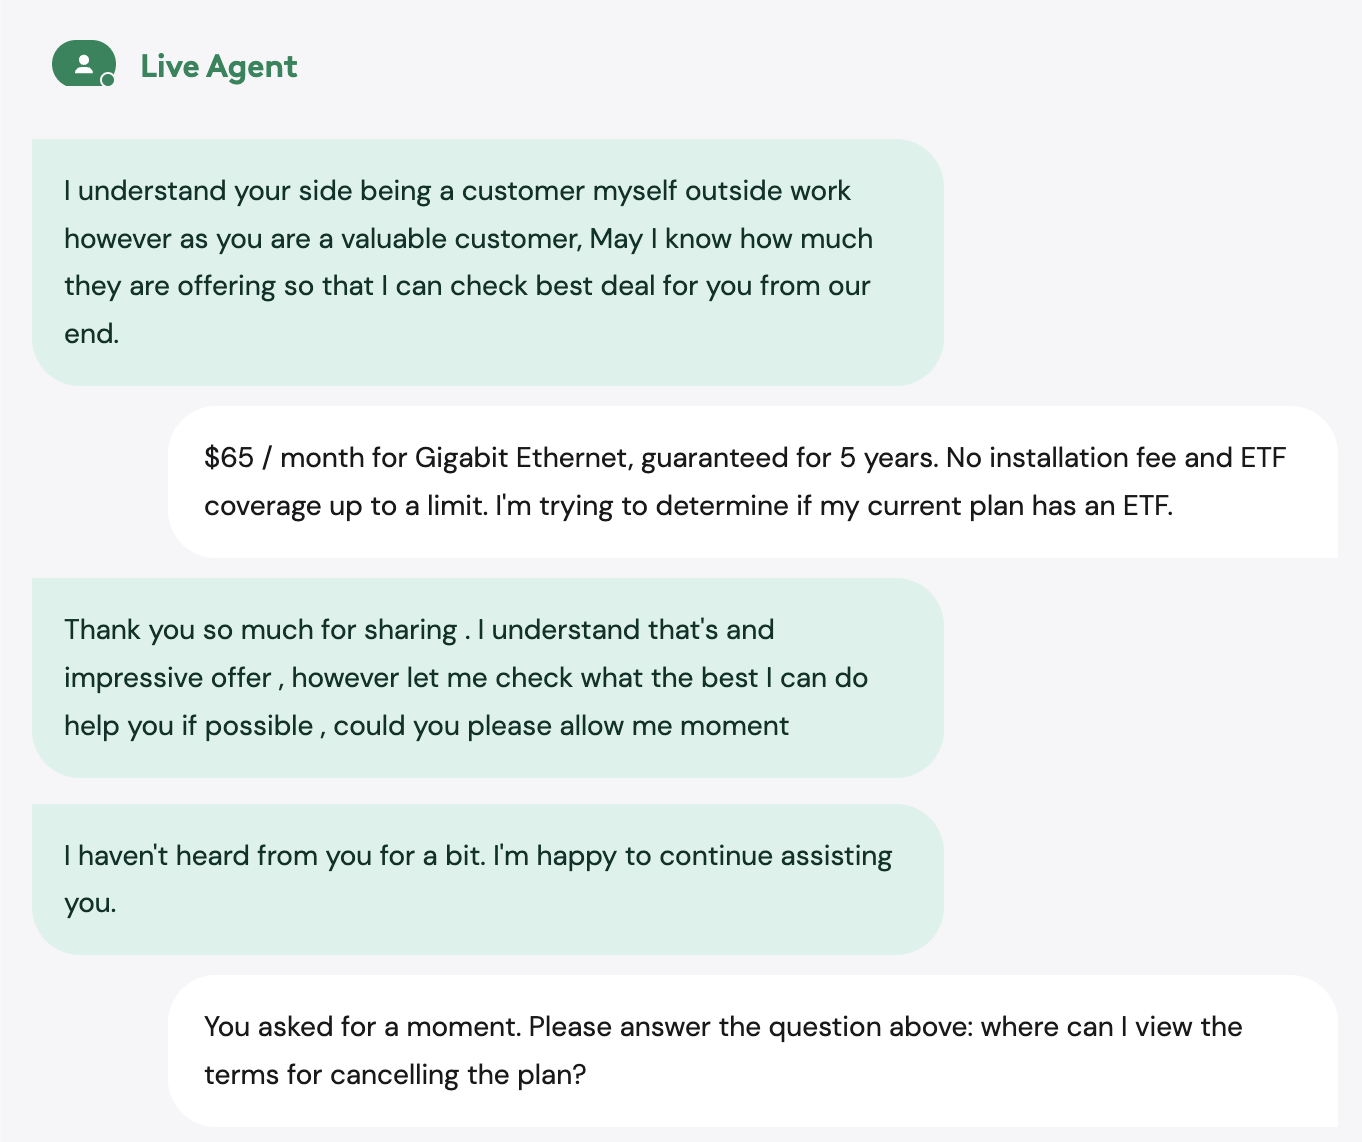 Live Agent
I understand your side being a customer myself outside work
however as you are a valuable customer, May I know how much
they are offering so that I can check best deal for you from our
end.
$65 / month for Gigabit Ethernet, guaranteed for 5 years. No installation fee and ETF
coverage up to a limit. I'm trying to determine if my current plan has an ETF.
Thank you so much for sharing . I understand that's and
impressive offer , however let me check what the best I can do
help you if possible , could you please allow me moment
I haven't heard from you for a bit. I'm happy to continue assisting
you.
You asked for a moment. Please answer the question above: where can I view the
terms for cancelling the plan?